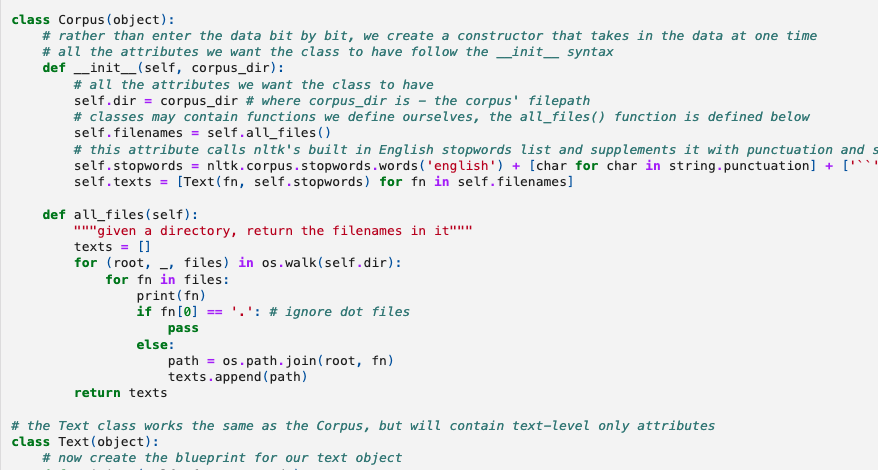 class Corpus(object):
    # rather than enter the data bit by bit, we create a constructor that takes in the data at one time
    # all the attributes we want the class to have follow the __init__ syntax
    def __init__(self, corpus_dir):
        # all the attributes we want the class to have
        self.dir = corpus_dir # where corpus_dir is - the corpus' filepath
        # classes may contain functions we define ourselves, the all_files() function is defined below
        self.filenames = self.all_files()
        # this attribute calls nltk's built in English stopwords list and supplements it with punctuation and s
        self.stopwords = nltk.corpus.stopwords.words('english') + [char for char in string.punctuation] + ['``'
        self.texts = [Text(fn, self.stopwords) for fn in self.filenames]
    def all_files(self):
        """given a directory, return the filenames in it"""
        texts = []
        for (root, _, files) in os.walk(self.dir):
            for fn in files:
                print(fn)
                if fn[0] == '.': # ignore dot files
                    pass
                else:
                    path = os.path.join(root, fn)
                    texts.append(path)
        return texts
# the Text class works the same as the Corpus, but will contain text-level only attributes
class Text(object):
    # now create the blueprint for our text object